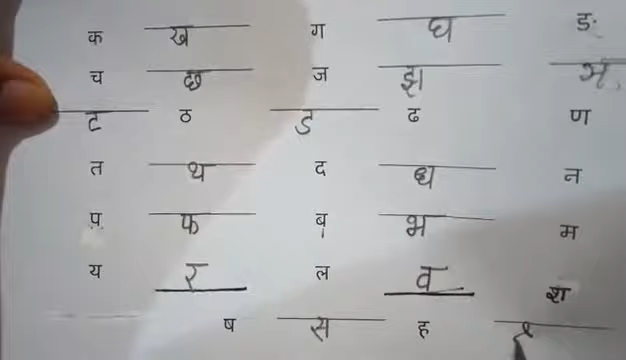 क ख ग घ ङ
च छ ज झ ञ
ट ठ ड ढ ण
त थ द ध न
प फ ब भ म
य र ल व श
ष स ह